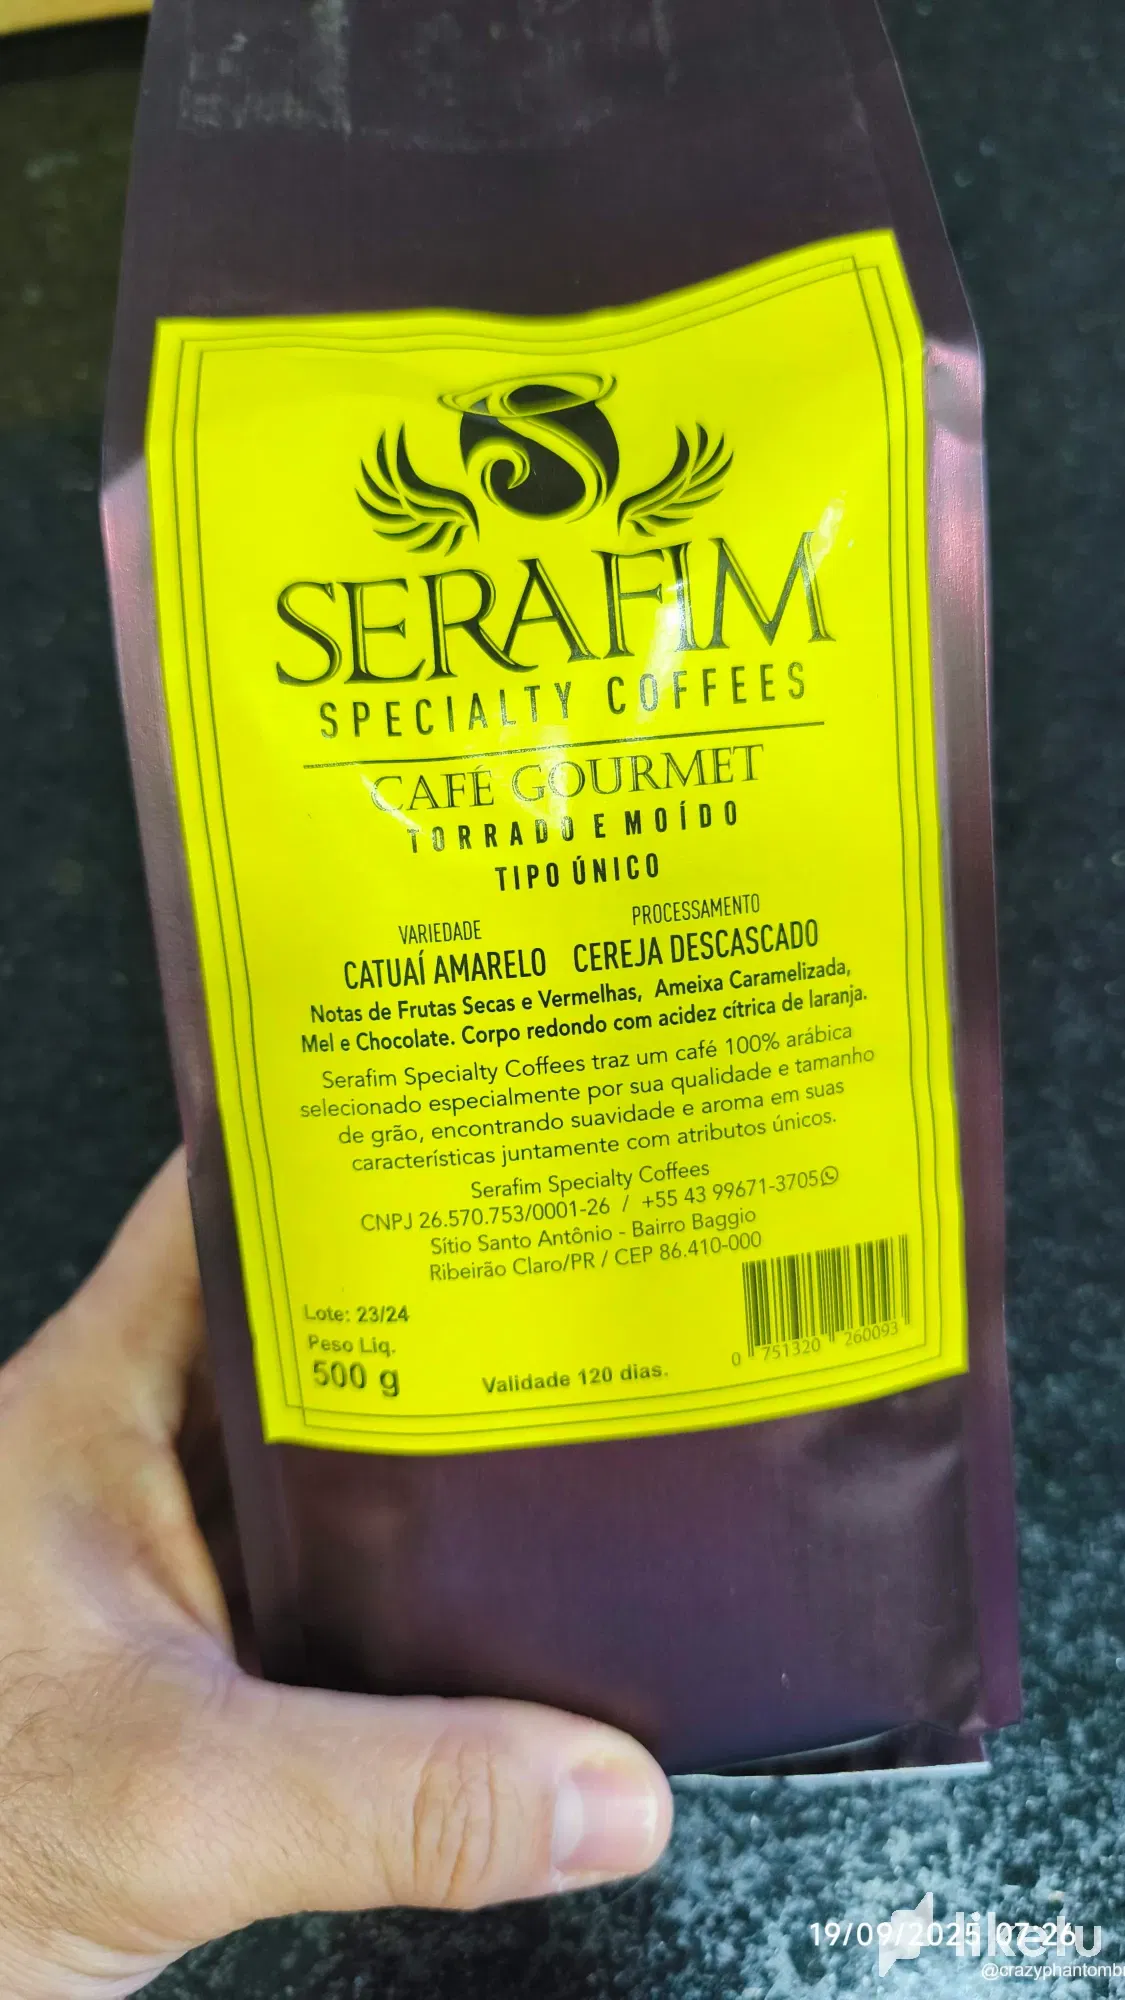 S
SERAFIM
SPECIALTY COFFEES
CAFÉ GOURMET
TORRADO E MOÍDO
TIPO ÚNICO
VARIEDADE
CATUAÍ AMARELO
PROCESSAMENTO
CEREJA DESCASCADO
Notas de Frutas Secas e Vermelhas, Ameixa Caramelizada,
Mel e Chocolate. Corpo redondo com acidez cítrica de laranja.
Serafim Specialty Coffees traz um café 100% arábica
selecionado especialmente por sua qualidade e tamanho
de grão, encontrando suavidade e aroma em suas
características juntamente com atributos únicos.
Serafim Specialty Coffees
CNPJ 26.570.753/0001-26 / +55 43 99671-3705
Sítio Santo Antônio - Bairro Baggio
Ribeirão Claro/PR / CEP 86.410-000
Lote: 23/24
Peso Liq.
500 g
Validade 120 dias.
0 751320 260093
19/09/2025 07:26
liketu
@crazyphantombr